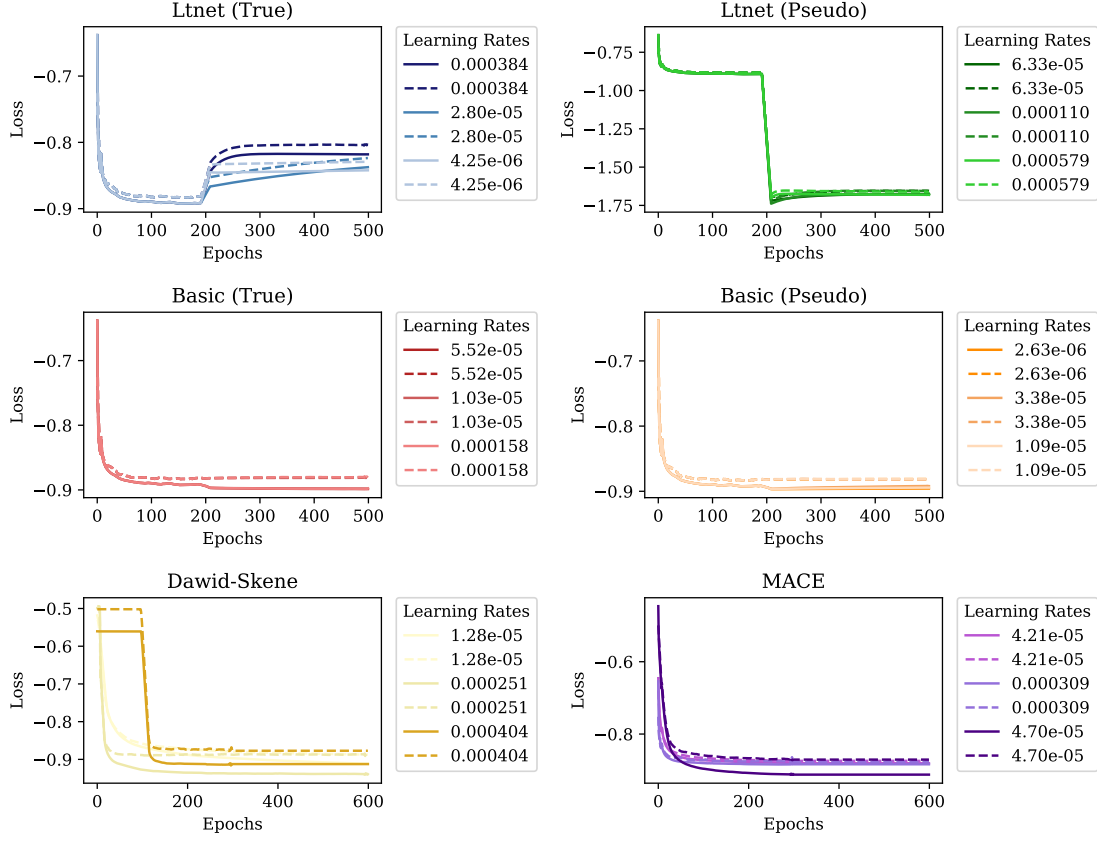 Ltnet (True)
Loss
−0.7
−0.8
−0.9
0 100 200 300 400 500
Epochs
Learning Rates
0.000384
0.000384
2.80e-05
2.80e-05
4.25e-06
4.25e-06
Ltnet (Pseudo)
Loss
−0.75
−1.00
−1.25
−1.50
−1.75
0 100 200 300 400 500
Epochs
Learning Rates
6.33e-05
6.33e-05
0.000110
0.000110
0.000579
0.000579
Basic (True)
Loss
−0.7
−0.8
−0.9
0 100 200 300 400 500
Epochs
Learning Rates
5.52e-05
5.52e-05
1.03e-05
1.03e-05
0.000158
0.000158
Basic (Pseudo)
Loss
−0.7
−0.8
−0.9
0 100 200 300 400 500
Epochs
Learning Rates
2.63e-06
2.63e-06
3.38e-05
3.38e-05
1.09e-05
1.09e-05
Dawid-Skene
Loss
−0.5
−0.6
−0.7
−0.8
−0.9
0 200 400 600
Epochs
Learning Rates
1.28e-05
1.28e-05
0.000251
0.000251
0.000404
0.000404
MACE
Loss
−0.6
−0.8
0 200 400 600
Epochs
Learning Rates
4.21e-05
4.21e-05
0.000309
0.000309
4.70e-05
4.70e-05